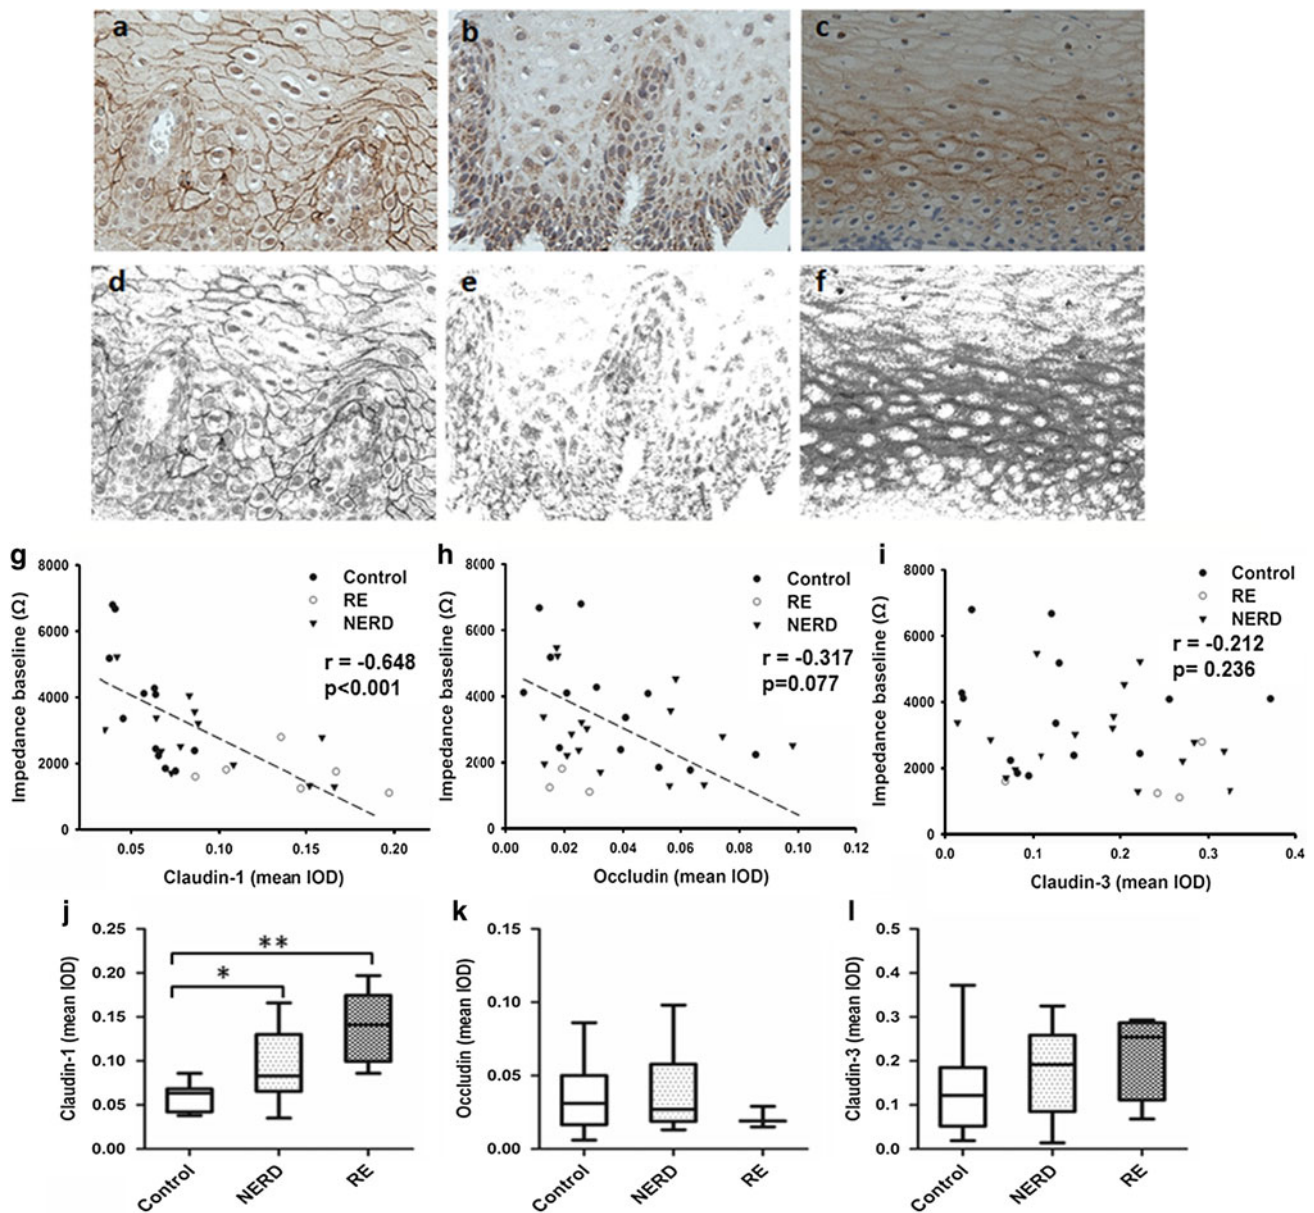 a
b
c
d
e
f
g
8000
6000
4000
2000
0
Impedance baseline (Ω)
Control
RE
NERD
r = -0.648
p<0.001
0.05
0.10
0.15
0.20
Claudin-1 (mean IOD)
h
8000
6000
4000
2000
0
Impedance baseline (Ω)
Control
RE
NERD
r = -0.317
p=0.077
0.00
0.02
0.04
0.06
0.08
0.10
0.12
Occludin (mean IOD)
i
8000
6000
4000
2000
0
Impedance baseline (Ω)
Control
RE
NERD
r = -0.212
p= 0.236
0.0
0.1
0.2
0.3
0.4
Claudin-3 (mean IOD)
j
0.25
0.20
0.15
0.10
0.05
0.00
Claudin-1 (mean IOD)
**
*
Control
NERD
RE
k
0.15
0.10
0.05
0.00
Occludin (mean IOD)
Control
NERD
RE
l
0.5
0.4
0.3
0.2
0.1
0.0
Claudin-3 (mean IOD)
Control
NERD
RE